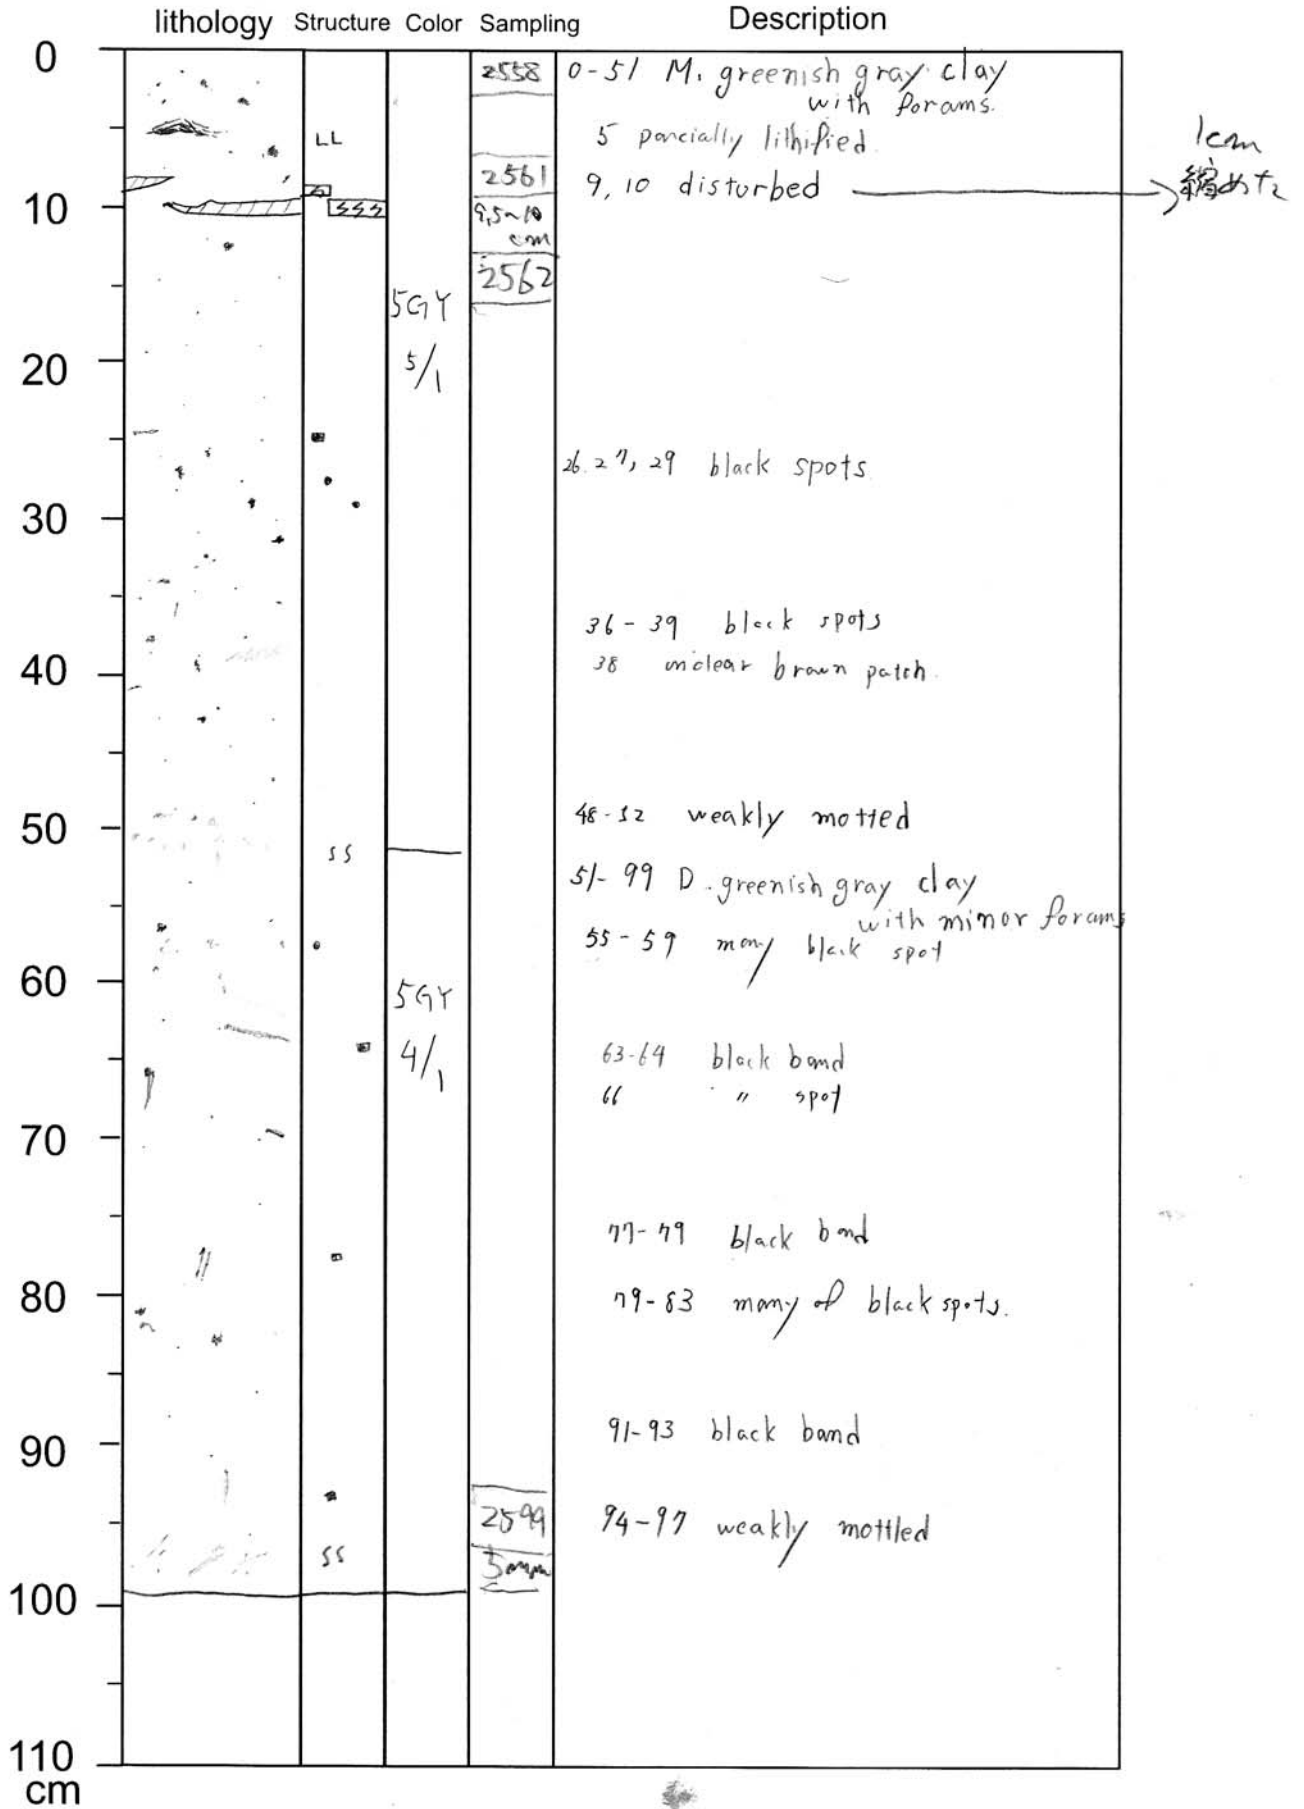 lithology Structure Color Sampling Description
0
2558 0-51 M. greenish gray clay
with forams.
LL 5 parcially lithified.
1cm
2561 9, 10 disturbed
縮めた
10
9,5~10
cm
2562
5GY
5/1
20
26.27, 29 black spots
30
36-39 black spots
38 unclear brown patch.
40
48-52 weakly motted
50
SS
51-99 D. greenish gray clay
with minor forams
55-59 many black spot
60
5GY
4/1
63-64 black band
66 〃 spot
70
77-79 black band
80
79-83 many of black spots.
91-93 black band
90
2599 94-97 weakly mottled
SS 5mm
100
110
cm